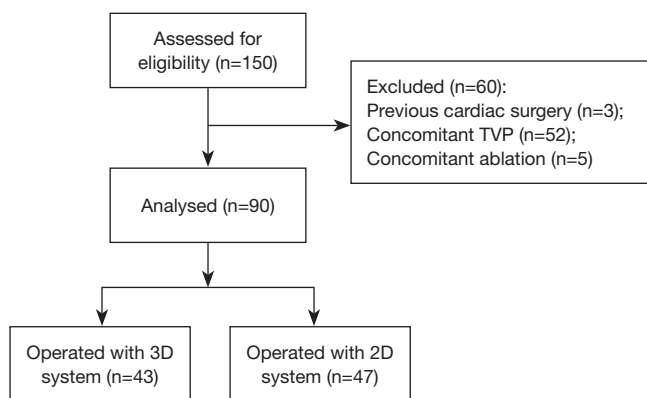 Assessed for
eligibility (n=150)
Excluded (n=60):
Previous cardiac surgery (n=3);
Concomitant TVP (n=52);
Concomitant ablation (n=5)
Analysed (n=90)
Operated with 3D
system (n=43)
Operated with 2D
system (n=47)